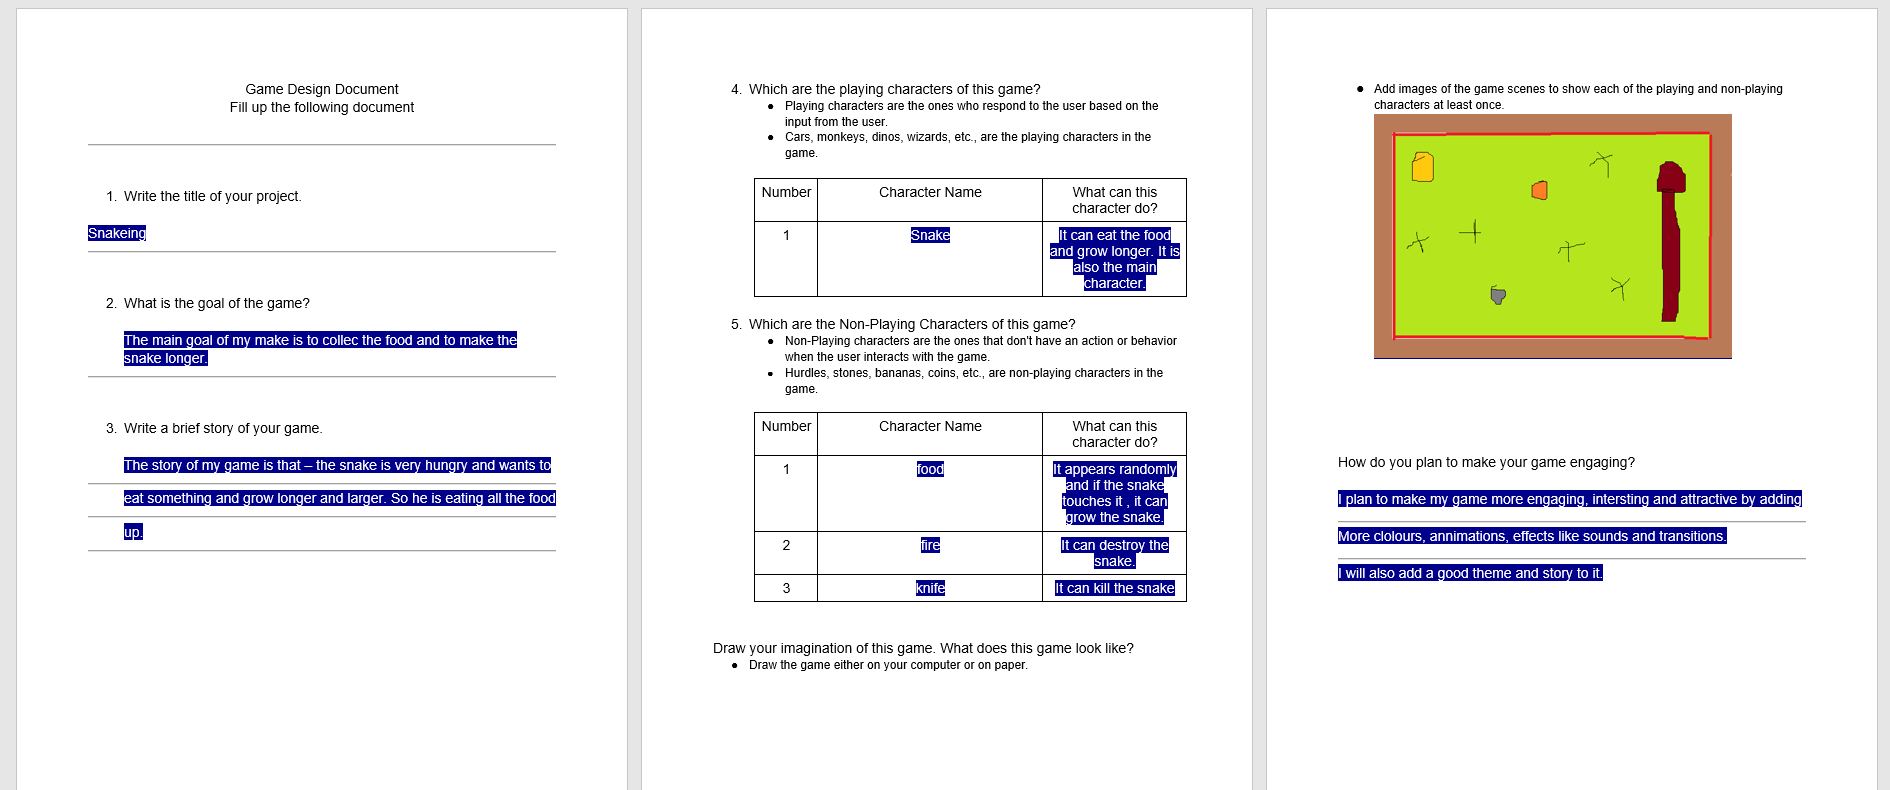 Game Design Document
Fill up the following document
1. Write the title of your project.
Snakeing
2. What is the goal of the game?
The main goal of my make is to collec the food and to make the
snake longer.
3. Write a brief story of your game.
The story of my game is that – the snake is very hungry and wants to
eat something and grow longer and larger. So he is eating all the food
up.
4. Which are the playing characters of this game?
● Playing characters are the ones who respond to the user based on the
input from the user.
● Cars, monkeys, dinos, wizards, etc., are the playing characters in the
game.
Number Character Name What can this
character do?
1 Snake It can eat the food
and grow longer. It is
also the main
character.
5. Which are the Non-Playing Characters of this game?
● Non-Playing characters are the ones that don't have an action or behavior
when the user interacts with the game.
● Hurdles, stones, bananas, coins, etc., are non-playing characters in the
game.
Number Character Name What can this
character do?
1 food It appears randomly
and if the snake
touches it , it can
grow the snake.
2 fire It can destroy the
snake.
3 knife It can kill the snake
Draw your imagination of this game. What does this game look like?
● Draw the game either on your computer or on paper.
● Add images of the game scenes to show each of the playing and non-playing
characters at least once.
How do you plan to make your game engaging?
I plan to make my game more engaging, intersting and attractive by adding
More clolours, annimations, effects like sounds and transitions.
I will also add a good theme and story to it.